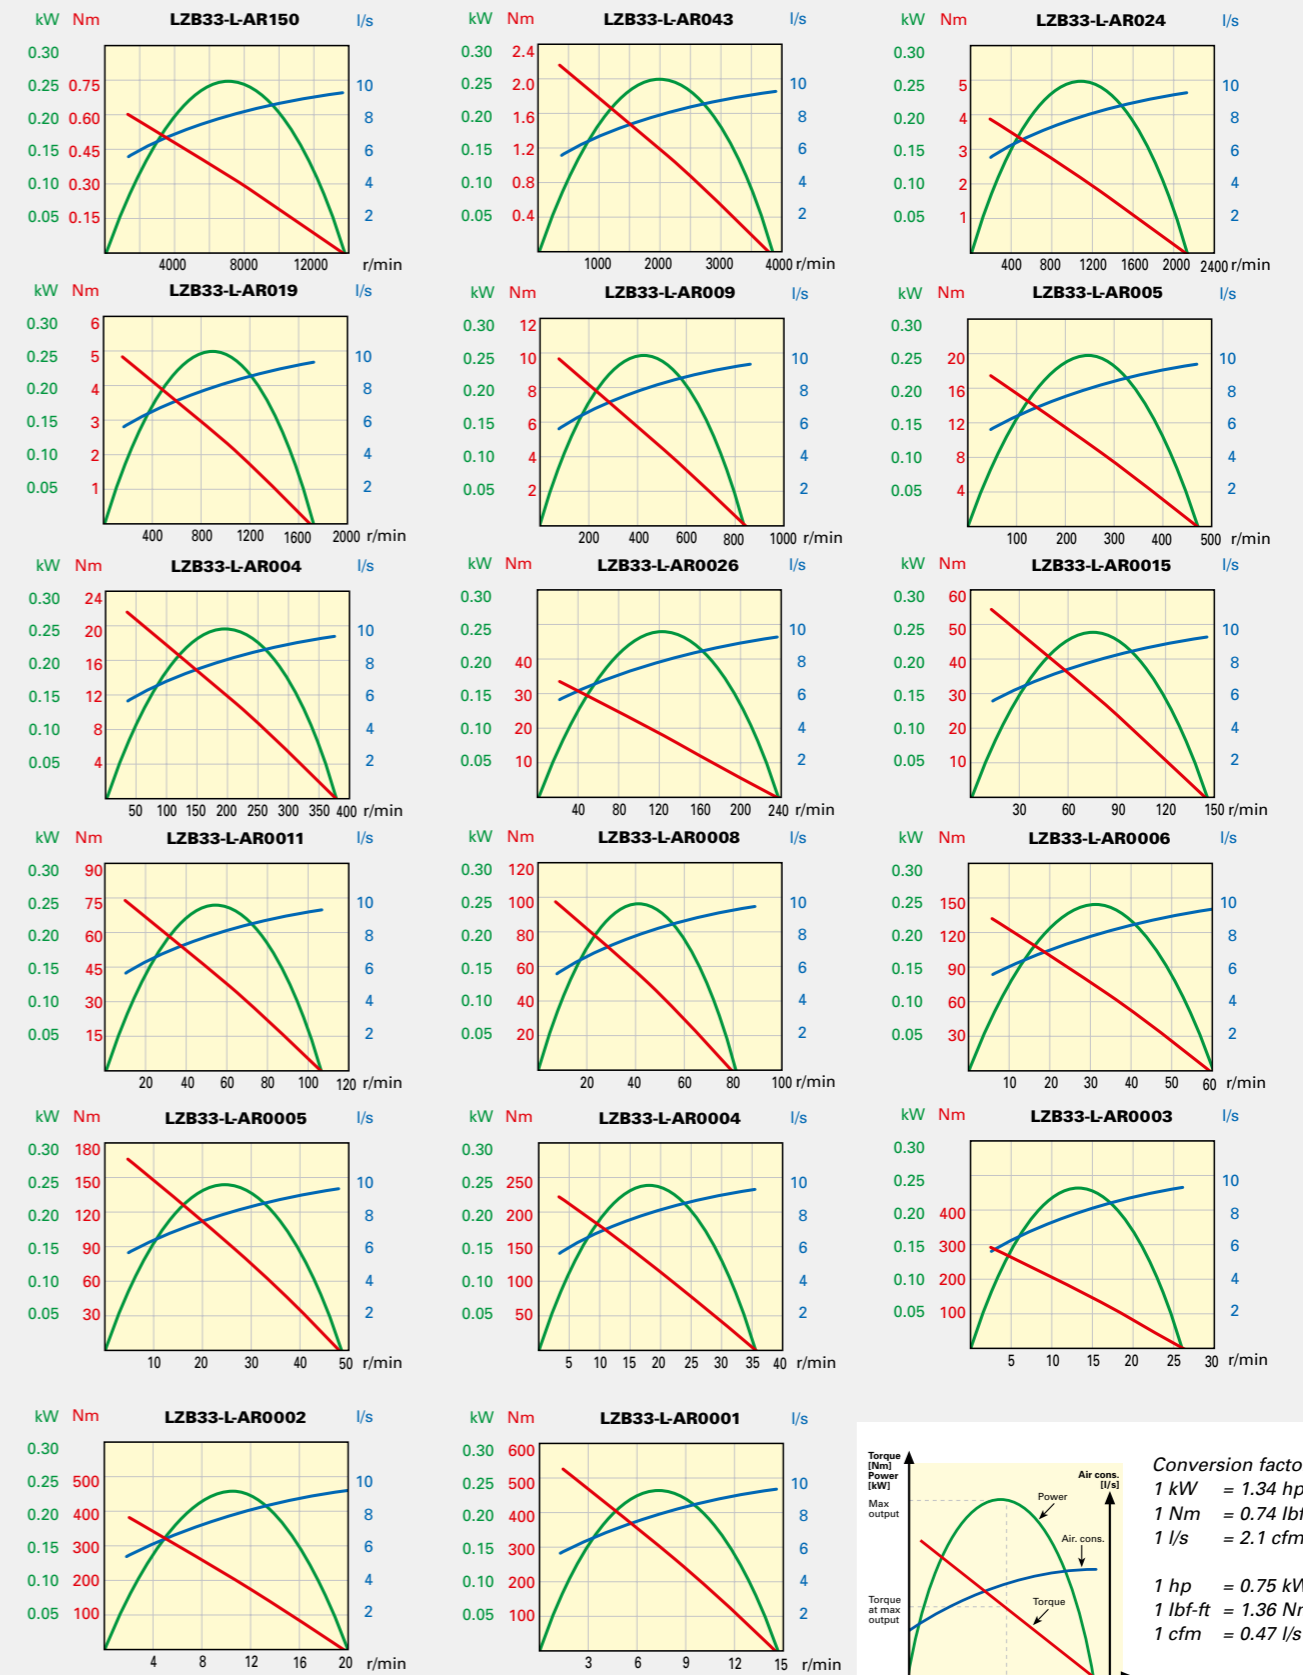 kW Nm LZB33-L-AR150 l/s
0.30
0.25 0.75 10
0.20 0.60 8
0.15 0.45 6
0.10 0.30 4
0.05 0.15 2
4000 8000 12000 r/min
kW Nm LZB33-L-AR043 l/s
0.30 2.4
0.25 2.0 10
0.20 1.6 8
0.15 1.2 6
0.10 0.8 4
0.05 0.4 2
1000 2000 3000 4000 r/min
kW Nm LZB33-L-AR024 l/s
0.30
0.25 5 10
0.20 4 8
0.15 3 6
0.10 2 4
0.05 1 2
400 800 1200 1600 2000 2400 r/min
kW Nm LZB33-L-AR019 l/s
0.30 6
0.25 5 10
0.20 4 8
0.15 3 6
0.10 2 4
0.05 1 2
400 800 1200 1600 2000 r/min
kW Nm LZB33-L-AR009 l/s
0.30 12
0.25 10 10
0.20 8 8
0.15 6 6
0.10 4 4
0.05 2 2
200 400 600 800 1000 r/min
kW Nm LZB33-L-AR005 l/s
0.30
0.25 20 10
0.20 16 8
0.15 12 6
0.10 8 4
0.05 4 2
100 200 300 400 500 r/min
kW Nm LZB33-L-AR004 l/s
0.30 24
0.25 20 10
0.20 16 8
0.15 12 6
0.10 8 4
0.05 4 2
50 100 150 200 250 300 350 400 r/min
kW Nm LZB33-L-AR0026 l/s
0.30
0.25 10
0.20 40 8
0.15 30 6
0.10 20 4
0.05 10 2
40 80 120 160 200 240 r/min
kW Nm LZB33-L-AR0015 l/s
0.30 60
0.25 50 10
0.20 40 8
0.15 30 6
0.10 20 4
0.05 10 2
30 60 90 120 150 r/min
kW Nm LZB33-L-AR0011 l/s
0.30 90
0.25 75 10
0.20 60 8
0.15 45 6
0.10 30 4
0.05 15 2
20 40 60 80 100 120 r/min
kW Nm LZB33-L-AR0008 l/s
0.30 120
0.25 100 10
0.20 80 8
0.15 60 6
0.10 40 4
0.05 20 2
20 40 60 80 100 r/min
kW Nm LZB33-L-AR0006 l/s
0.30
0.25 150 10
0.20 120 8
0.15 90 6
0.10 60 4
0.05 30 2
10 20 30 40 50 60 r/min
kW Nm LZB33-L-AR0005 l/s
0.30 180
0.25 150 10
0.20 120 8
0.15 90 6
0.10 60 4
0.05 30 2
10 20 30 40 50 r/min
kW Nm LZB33-L-AR0004 l/s
0.30
0.25 250 10
0.20 200 8
0.15 150 6
0.10 100 4
0.05 50 2
5 10 15 20 25 30 35 40 r/min
kW Nm LZB33-L-AR0003 l/s
0.30
0.25 10
0.20 400 8
0.15 300 6
0.10 200 4
0.05 100 2
5 10 15 20 25 30 r/min
kW Nm LZB33-L-AR0002 l/s
0.30
0.25 500 10
0.20 400 8
0.15 300 6
0.10 200 4
0.05 100 2
4 8 12 16 20 r/min
kW Nm LZB33-L-AR0001 l/s
0.30 600
0.25 500 10
0.20 400 8
0.15 300 6
0.10 200 4
0.05 100 2
3 6 9 12 15 r/min
Torque
[Nm]
Power
[kW]
Air cons.
[l/s]
Max
output
Power
Air. cons.
Torque
at max
output
Torque
Conversion facto
1 kW = 1.34 hp
1 Nm = 0.74 lbf
1 l/s = 2.1 cfm
1 hp = 0.75 kW
1 lbf-ft = 1.36 Nm
1 cfm = 0.47 l/s